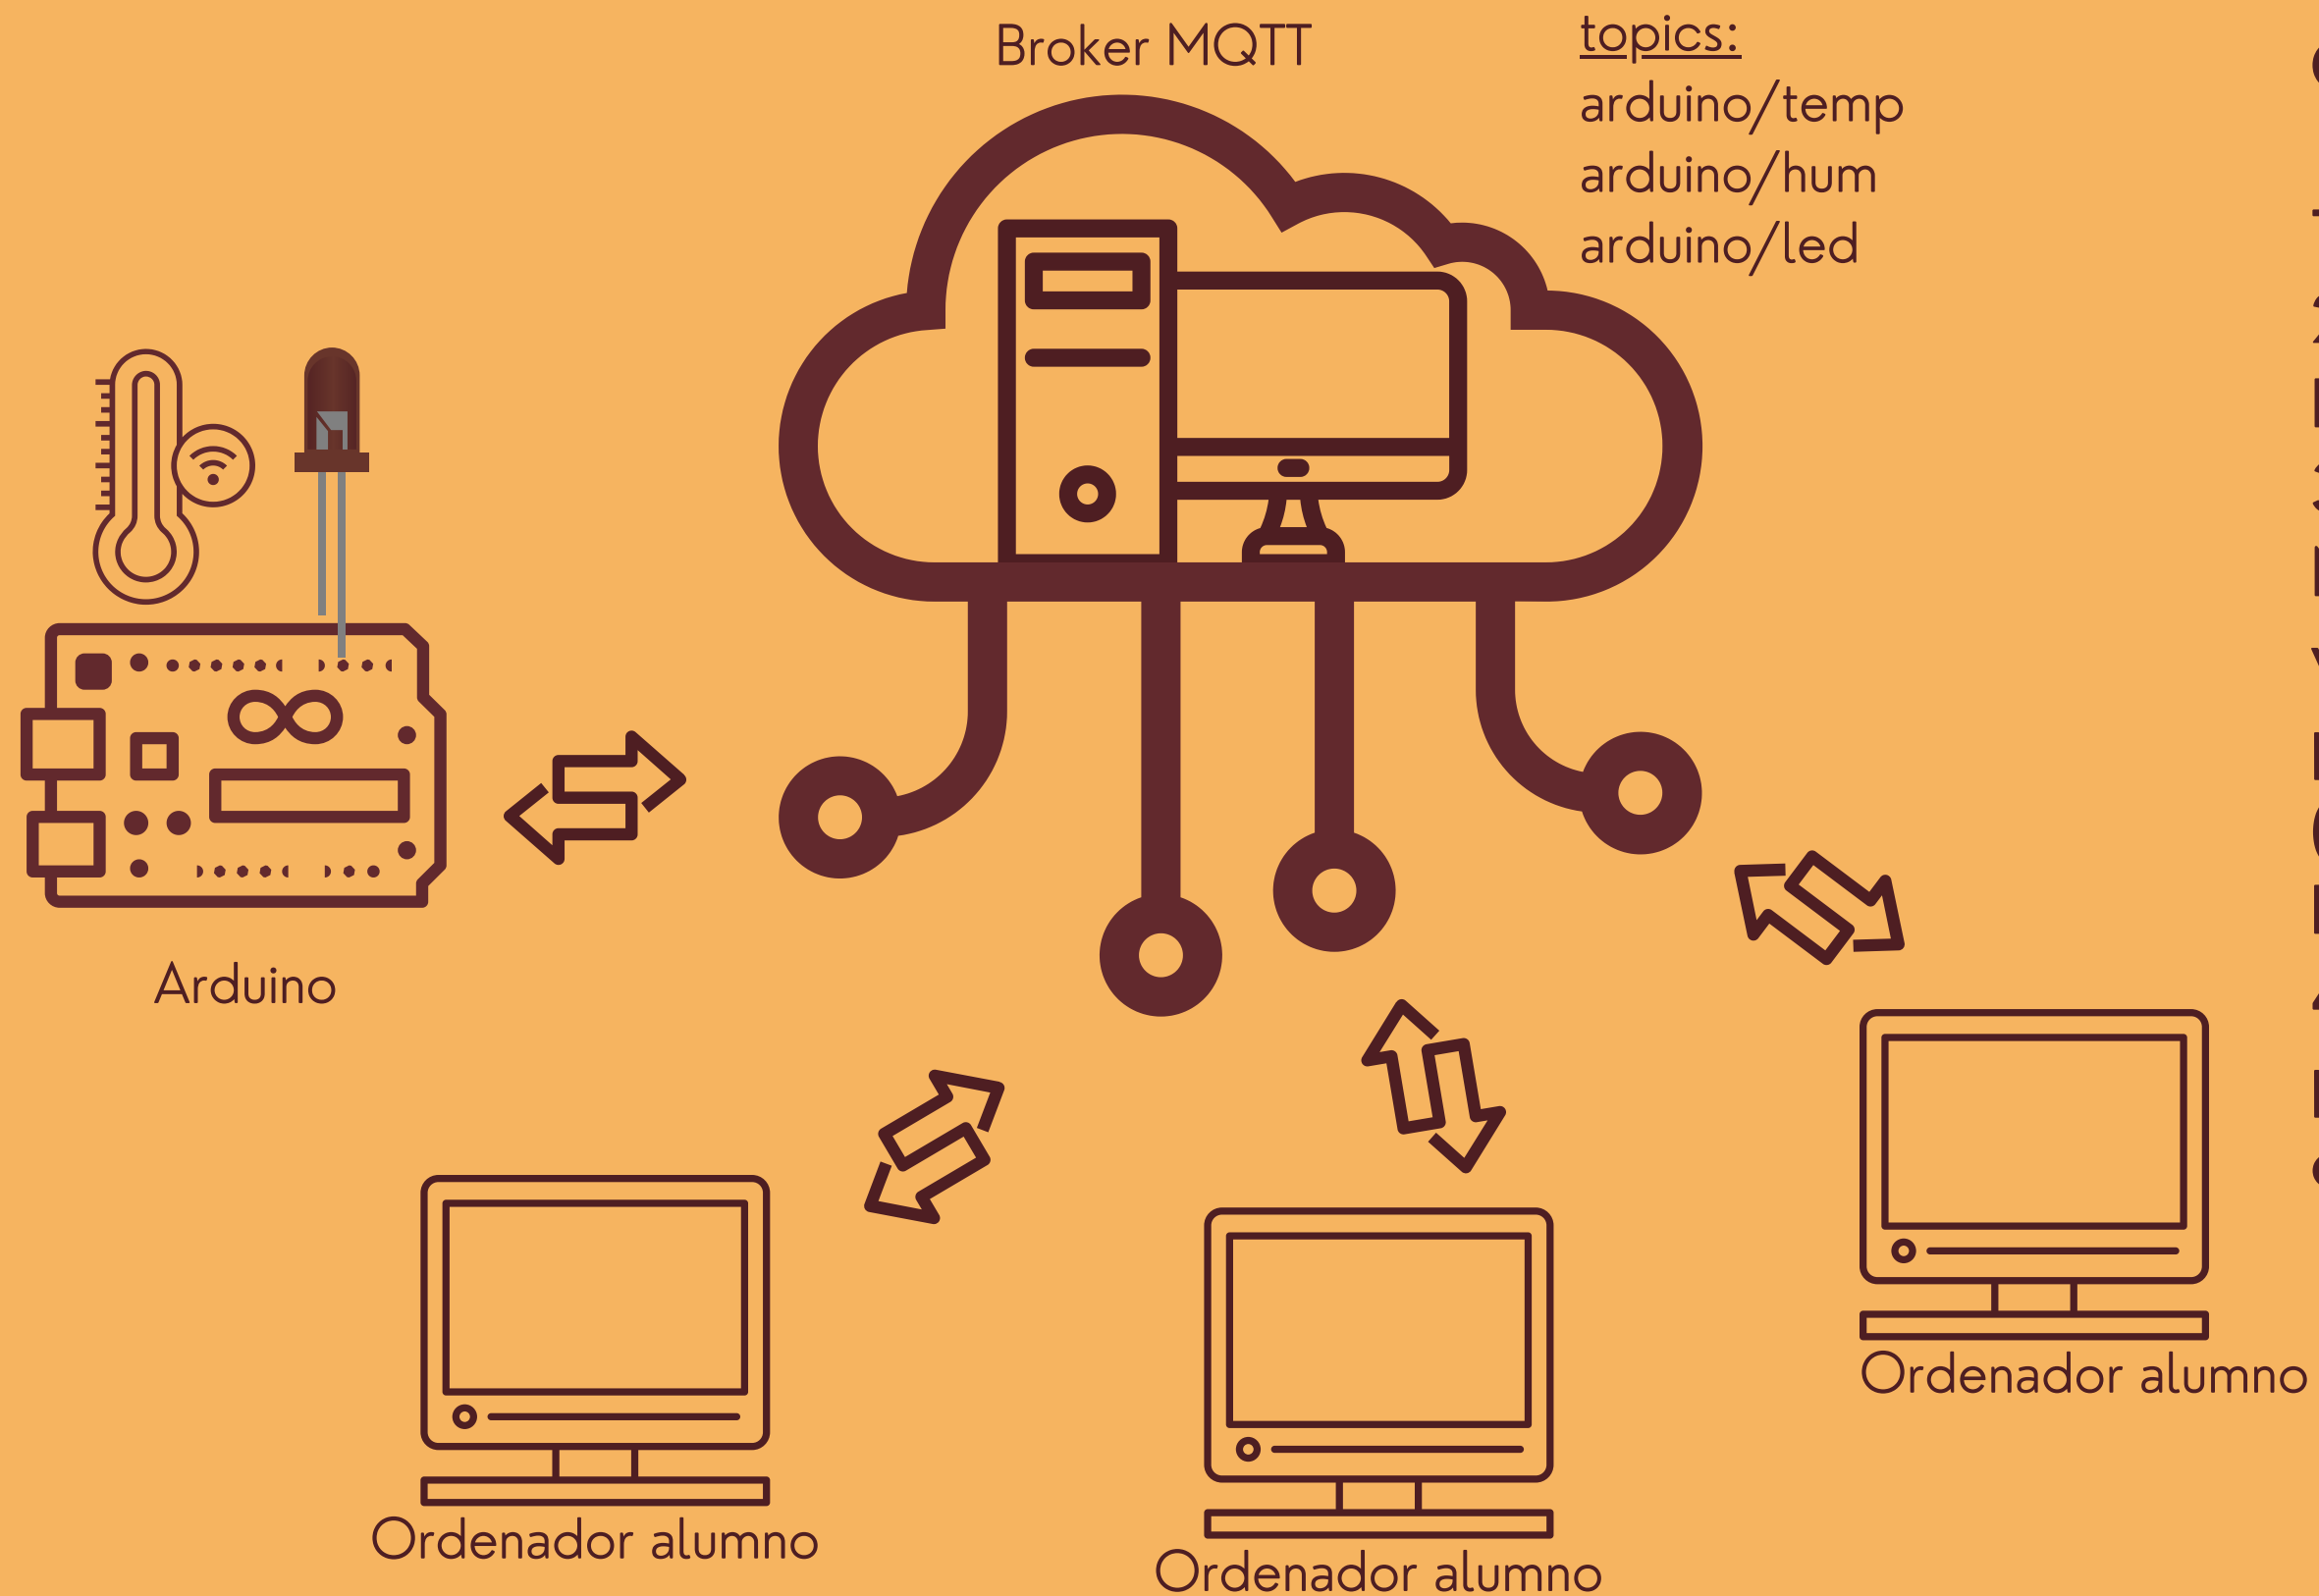 Broker MQTT
topics:
arduino/temp
arduino/hum
arduino/led
Arduino
Ordenador alumno
Ordenador alumno
Ordenador alumno